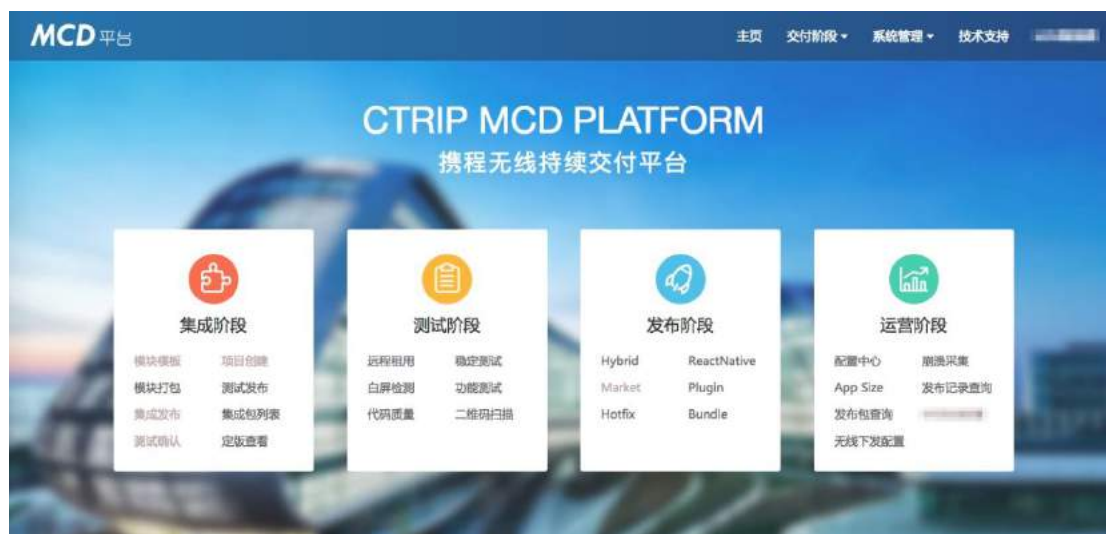 MCD 平台
主页 交付阶段 系统管理 技术支持
CTRIP MCD PLATFORM
携程无线持续交付平台
集成阶段
模块模板 项目创建
模块打包 测试发布
集成发布 集成包列表
测试确认 定版查看
测试阶段
远程租用 稳定测试
白屏检测 功能测试
代码质量 二维码扫描
发布阶段
Hybrid ReactNative
Market Plugin
Hotfix Bundle
运营阶段
配置中心 崩溃采集
App Size 发布记录查询
发布包查询
无线下发配置